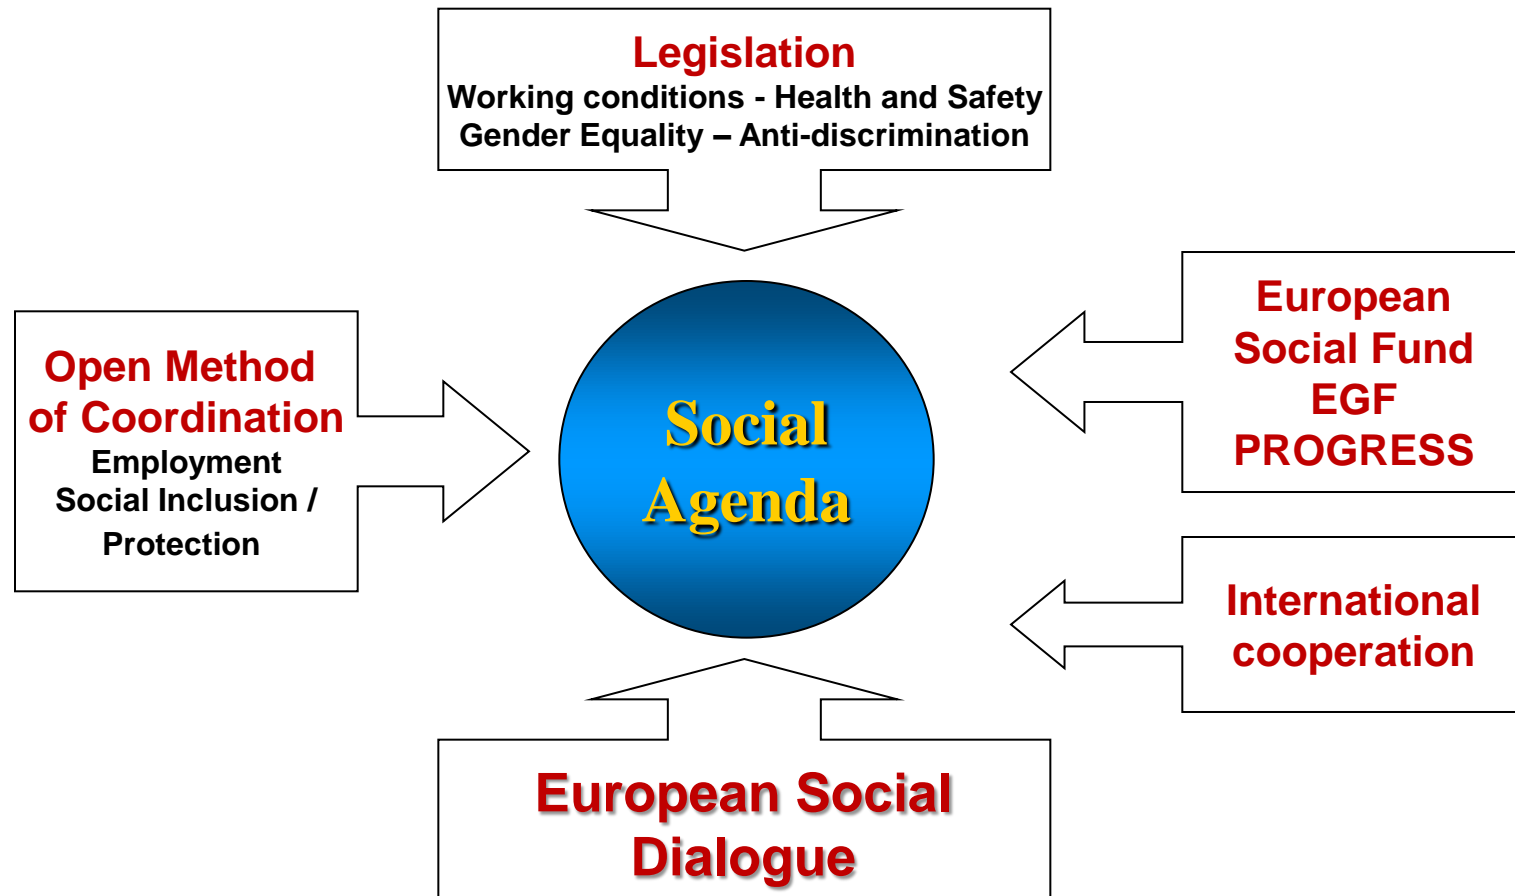 Legislation
Working conditions - Health and Safety
Gender Equality – Anti-discrimination
Open Method
of Coordination
Employment
Social Inclusion /
Protection
Social
Agenda
European
Social Fund
EGF
PROGRESS
International
cooperation
European Social
Dialogue